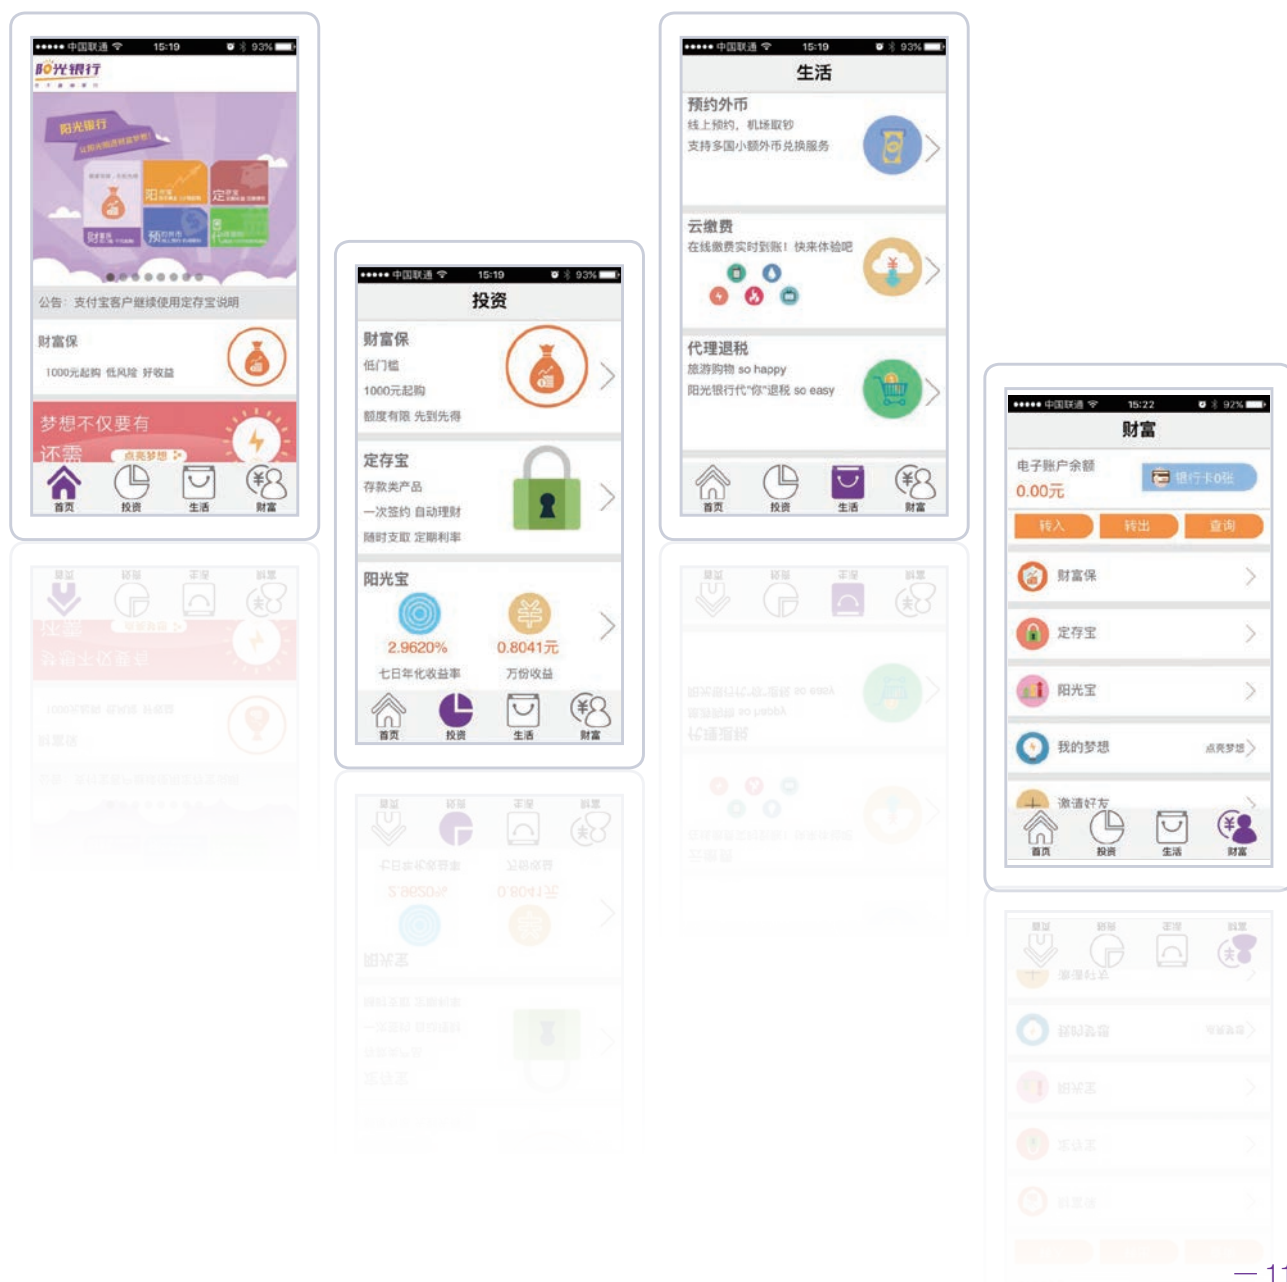 中国联通 15:19 93%
阳光银行
阳光银行
公告：支付宝客户继续使用定存宝说明
财富保
1000元起购 低风险 好收益
梦想不仅要有
还需 点亮梦想
首页 投资 生活 财富
中国联通 15:19 93%
投资
财富保
低门槛
1000元起购
额度有限 先到先得
定存宝
存款类产品
一次签约 自动理财
随时支取 定期利率
阳光宝
2.9620% 0.8041元
七日年化收益率 万份收益
首页 投资 生活 财富
中国联通 15:19 93%
生活
预约外币
线上预约，机场取钞
支持多国小额外币兑换服务
云缴费
在线缴费实时到账！快来体验吧
代理退税
旅游购物 so happy
阳光银行代"你"退税 so easy
首页 投资 生活 财富
中国联通 15:22 92%
财富
电子账户余额
银行卡0张
0.00元
转入 转出 查询
财富保
定存宝
阳光宝
我的梦想 点亮梦想
邀请好友
首页 投资 生活 财富
— 11